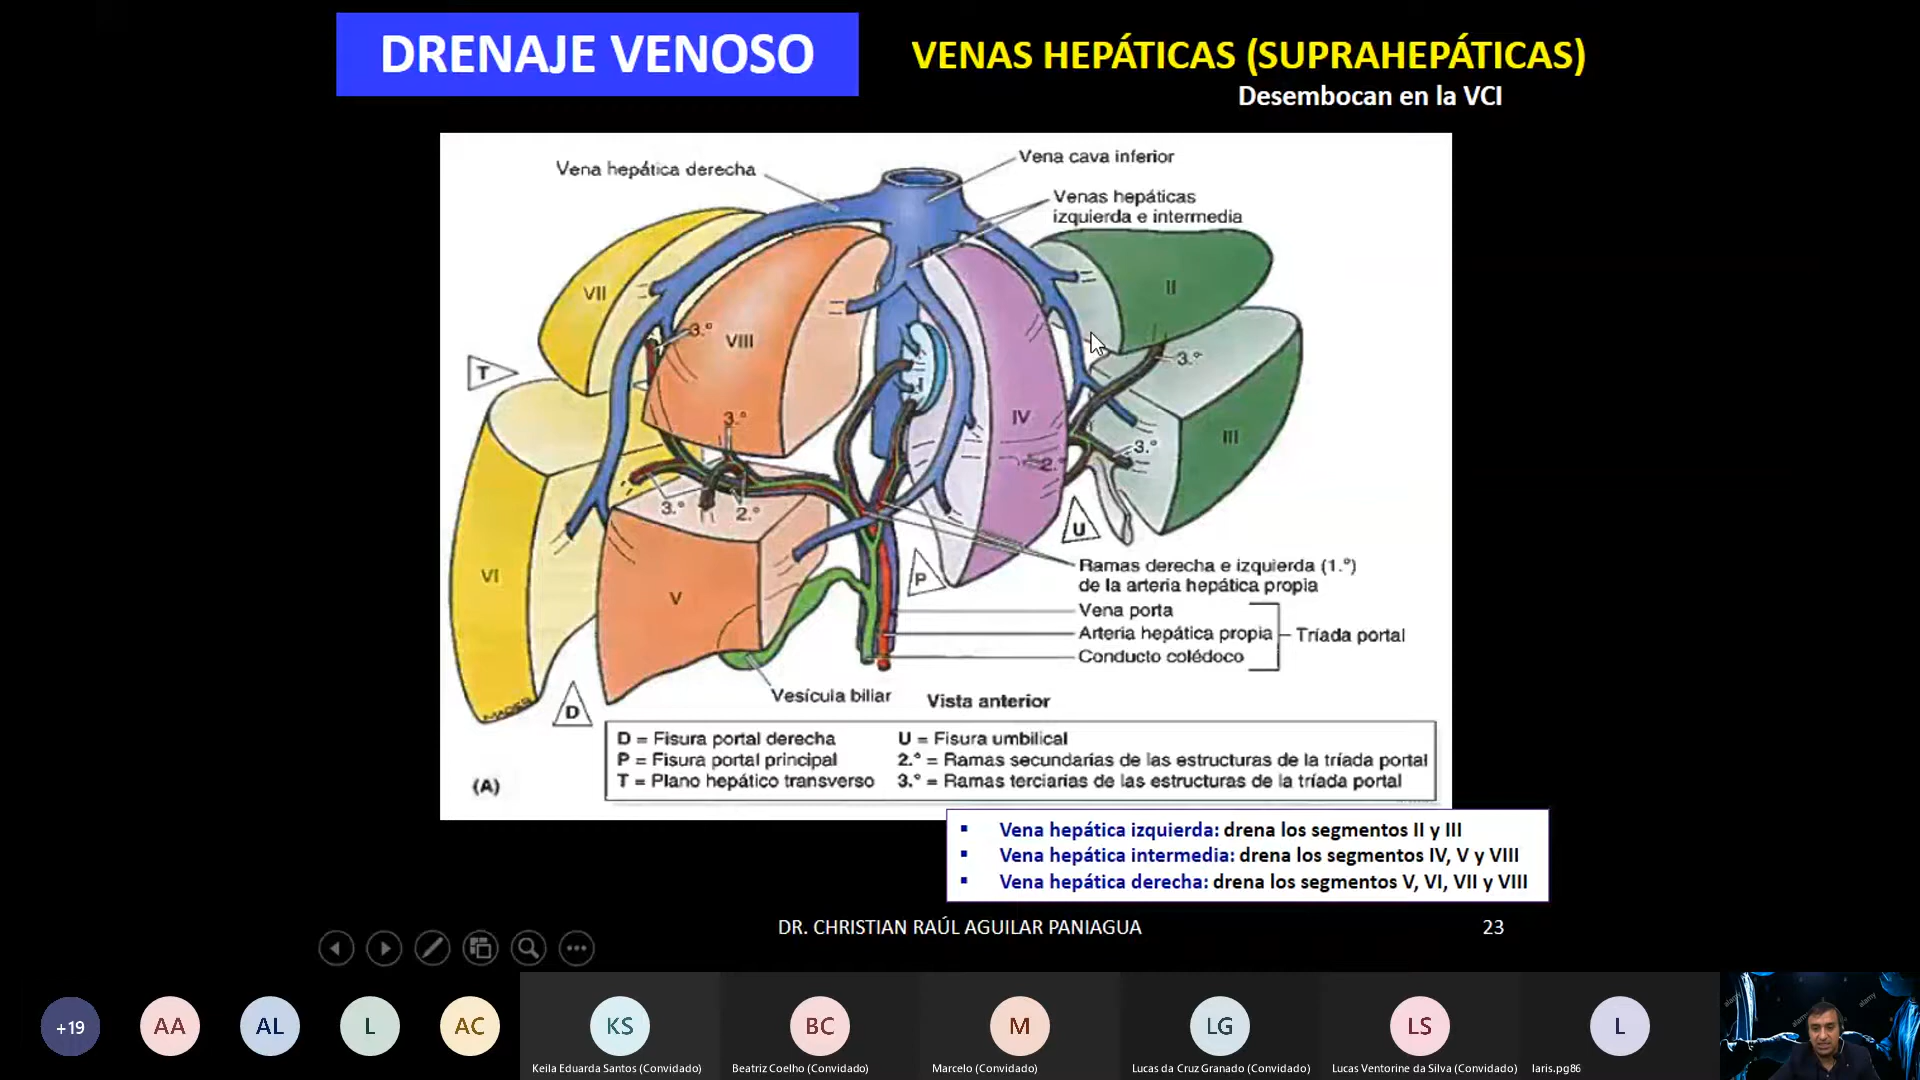 DRENAJE VENOSO
VENAS HEPÁTICAS (SUPRAHEPÁTICAS)
Desembocan en la VCI
Vena hepática derecha
Vena cava inferior
Venas hepáticas
izquierda e intermedia
VII
VIII
II
3.º
3.º
T
I
IV
III
3.º
3.º
2.º
3.º
2.º
U
VI
V
P
Ramas derecha e izquierda (1.º)
de la arteria hepática propia
Vena porta
Arteria hepática propia
Tríada portal
Conducto colédoco
Vesícula biliar
Vista anterior
D
D = Fisura portal derecha
P = Fisura portal principal
T = Plano hepático transverso
U = Fisura umbilical
2.º = Ramas secundarias de las estructuras de la tríada portal
3.º = Ramas terciarias de las estructuras de la tríada portal
(A)
▪ Vena hepática izquierda: drena los segmentos II y III
▪ Vena hepática intermedia: drena los segmentos IV, V y VIII
▪ Vena hepática derecha: drena los segmentos V, VI, VII y VIII
DR. CHRISTIAN RAÚL AGUILAR PANIAGUA
23
+19
AA
AL
L
AC
KS
BC
M
LG
LS
L
Keila Eduarda Santos (Convidado)
Beatriz Coelho (Convidado)
Marcelo (Convidado)
Lucas da Cruz Granado (Convidado)
Lucas Ventorine da Silva (Convidado)
laris.pg86
alamy
alamy